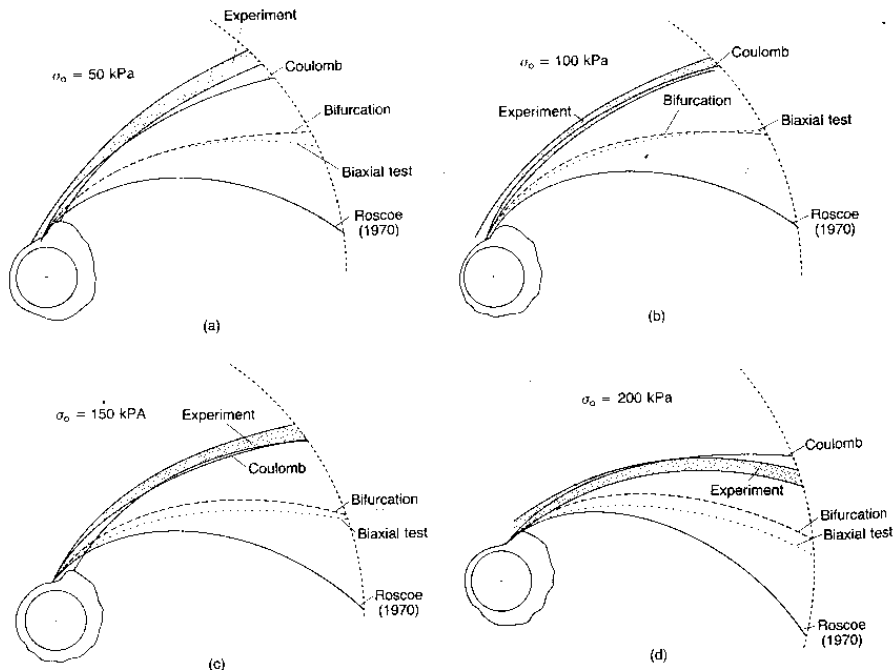 Experiment
σₒ = 50 kPa
Coulomb
Bifurcation
Biaxial test
Roscoe
(1970)
(a)
σₒ = 100 kPa
Coulomb
Experiment
Bifurcation
Biaxial test
Roscoe
(1970)
(b)
σₒ = 150 kPA
Experiment
Coulomb
Bifurcation
Biaxial test
Roscoe
(1970)
(c)
σₒ = 200 kPa
Coulomb
Experiment
Bifurcation
Biaxial test
Roscoe
(1970)
(d)